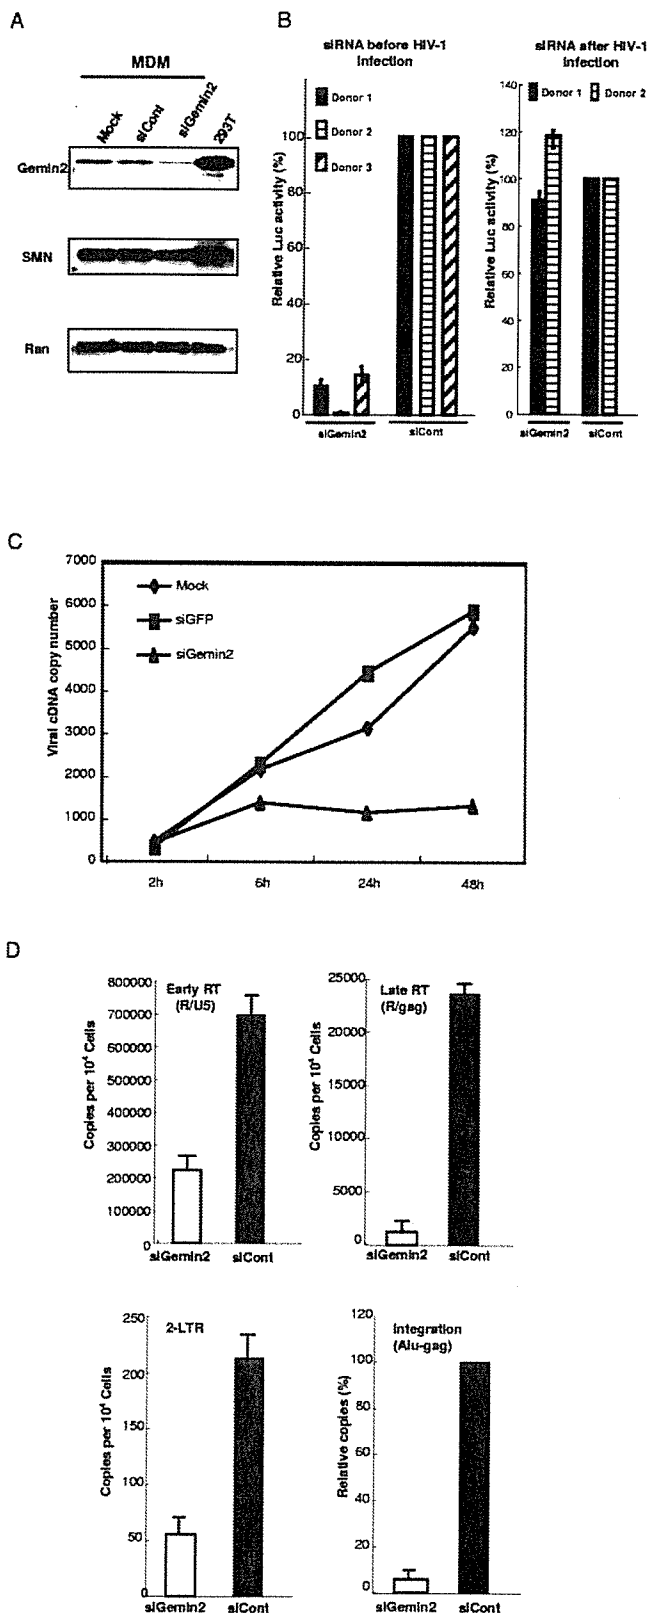 A
MDM
Mock
siCont
siGemin2
293T
Gemin2
SMN
Ran
B
siRNA before HIV-1
Infection
Relative Luc activity (%)
Donor 1
Donor 2
Donor 3
100
80
60
40
20
0
siGemin2
siCont
siRNA after HIV-1
Infection
Relative Luc activity (%)
Donor 1
Donor 2
140
120
100
80
60
40
20
0
siGemin2
siCont
C
Viral cDNA copy number
7000
6000
5000
4000
3000
2000
1000
0
Mock
siGFP
siGemin2
2h
6h
24h
48h
D
Early RT
(R/U5)
Copies per 10⁴ Cells
800000
700000
600000
500000
400000
300000
200000
100000
0
siGemin2
siCont
Late RT
(R/gag)
Copies per 10⁴ Cells
25000
20000
15000
10000
5000
0
siGemin2
siCont
2-LTR
Copies per 10⁴ Cells
250
200
150
100
50
0
siGemin2
siCont
Integration
(Alu-gag)
Relative copies (%)
120
100
80
60
40
20
0
siGemin2
siCont